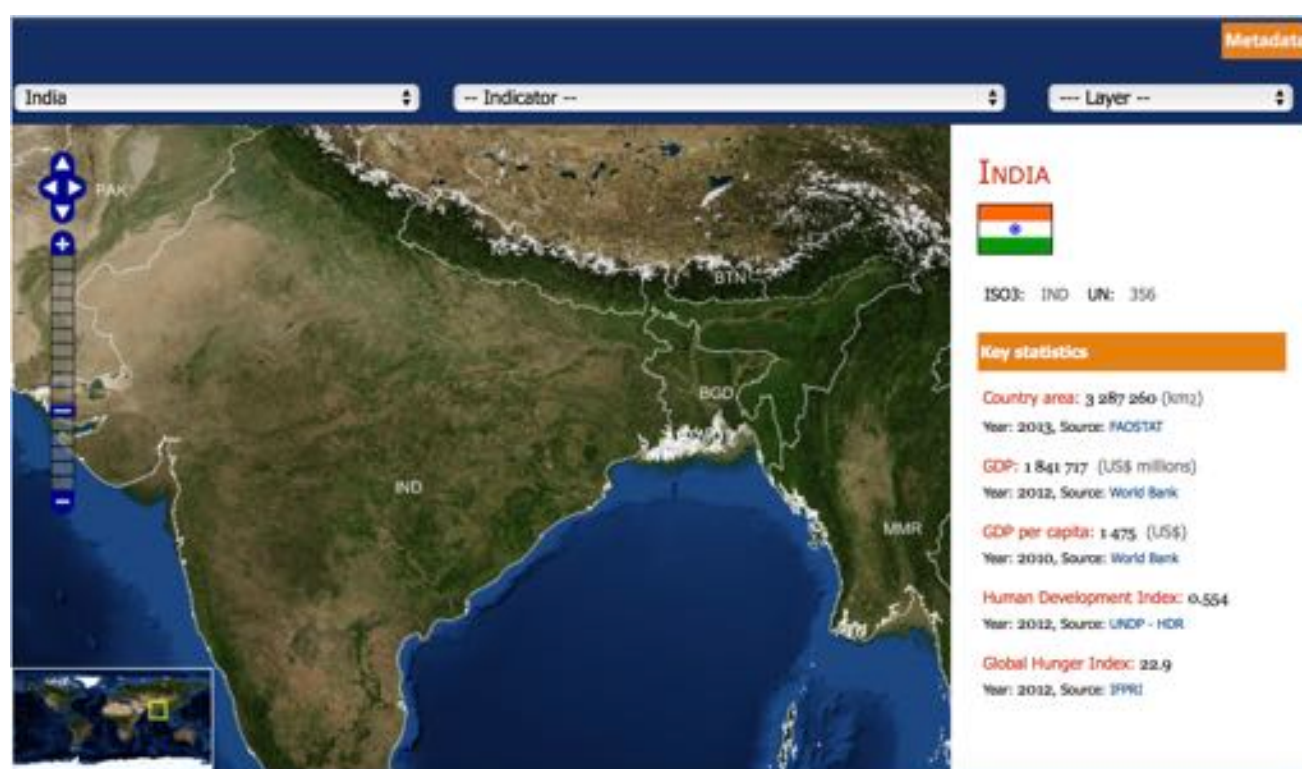 Metadata
India
-- Indicator --
--- Layer --
PAK
BTN
BGD
IND
MMR
INDIA
ISO3: IND UN: 356
Key statistics
Country area: 3 287 260 (km2)
Year: 2013, Source: FAOSTAT
GDP: 1 841 717 (US$ millions)
Year: 2012, Source: World Bank
GDP per capita: 1 475 (US$)
Year: 2010, Source: World Bank
Human Development Index: 0.554
Year: 2012, Source: UNDP - HDR
Global Hunger Index: 22.9
Year: 2012, Source: IFPRI